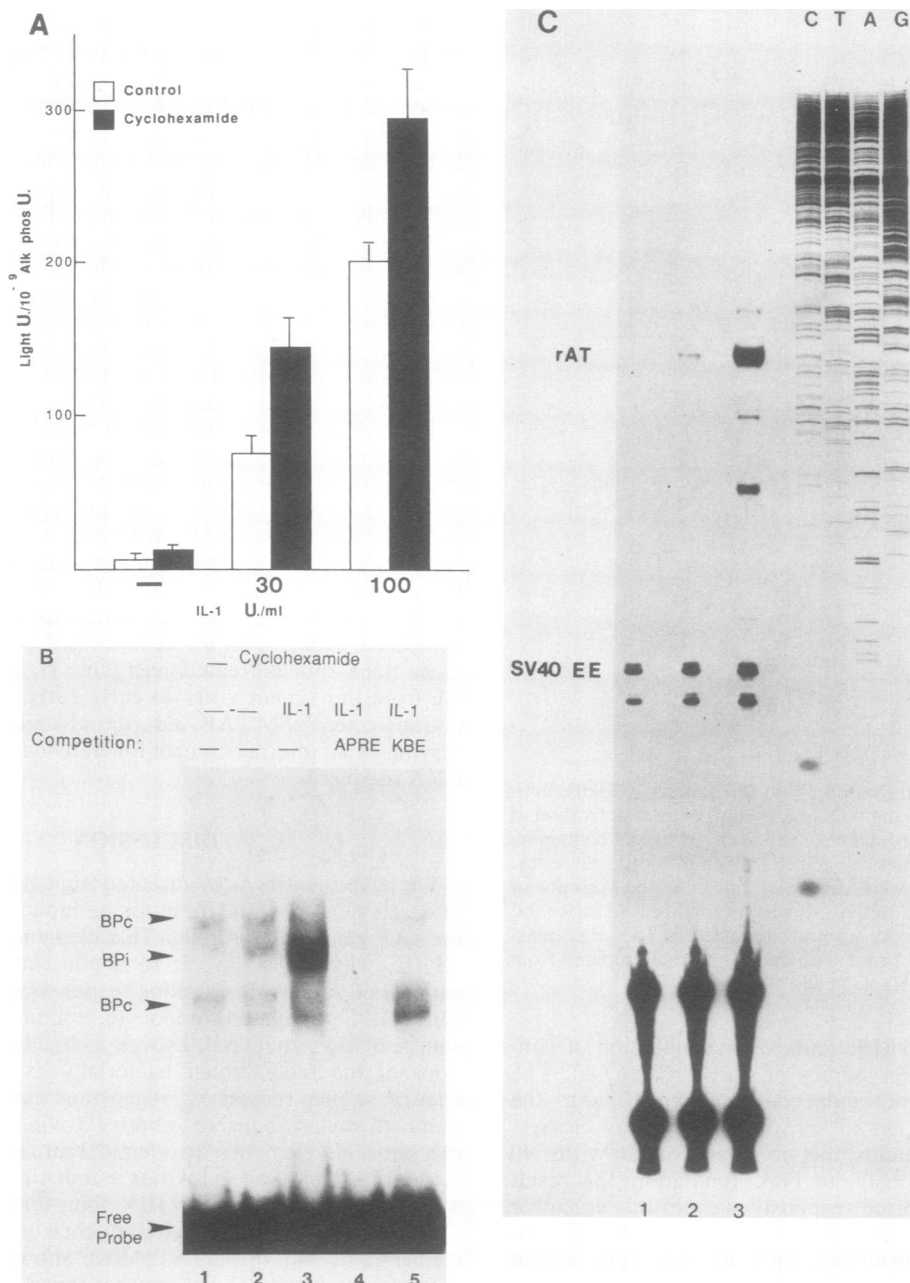 A
Control
Cyclohexamide
300
200
100
Light U./10⁻⁹ Alk phos U.
— 30 100
IL-1 U./ml
B
— Cyclohexamide
—-— IL-1 IL-1 IL-1
Competition: — — — APRE KBE
BPc
BPi
BPc
Free
Probe
1 2 3 4 5
C
C T A G
rAT
SV40 EE
1 2 3